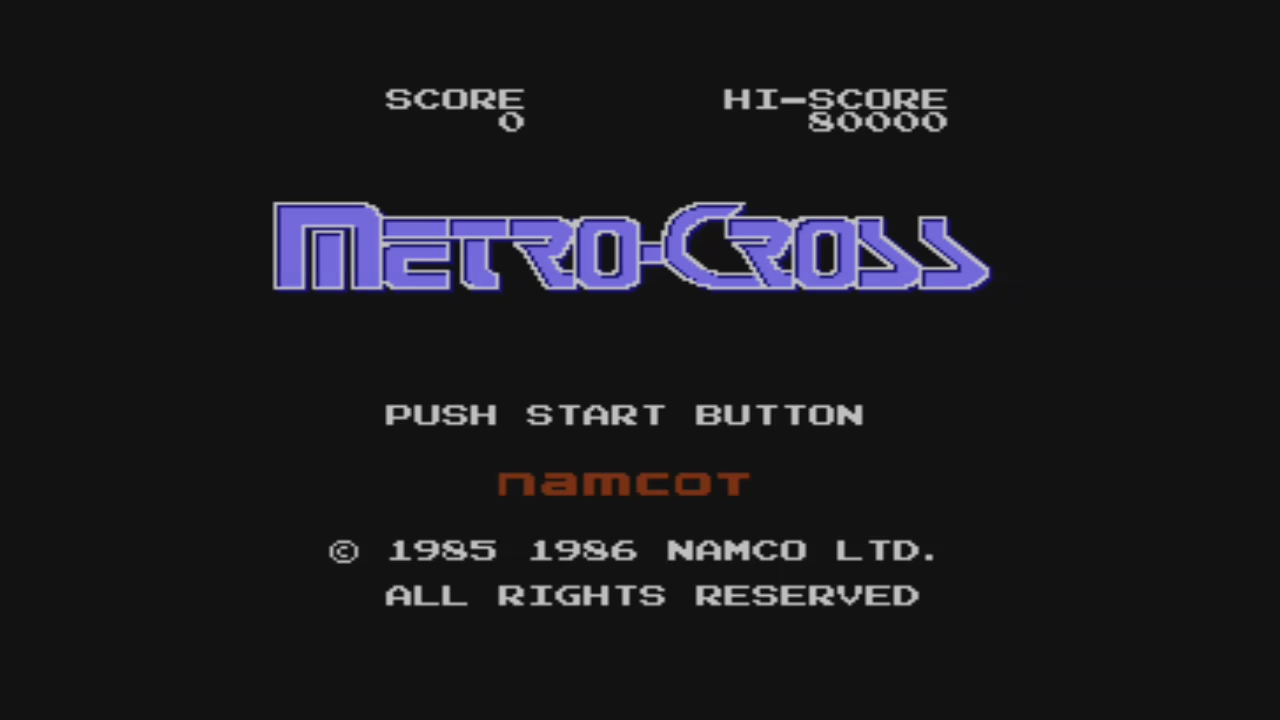 SCORE HI-SCORE
0 80000
METRO-CROSS
PUSH START BUTTON
namcot
© 1985 1986 NAMCO LTD.
ALL RIGHTS RESERVED